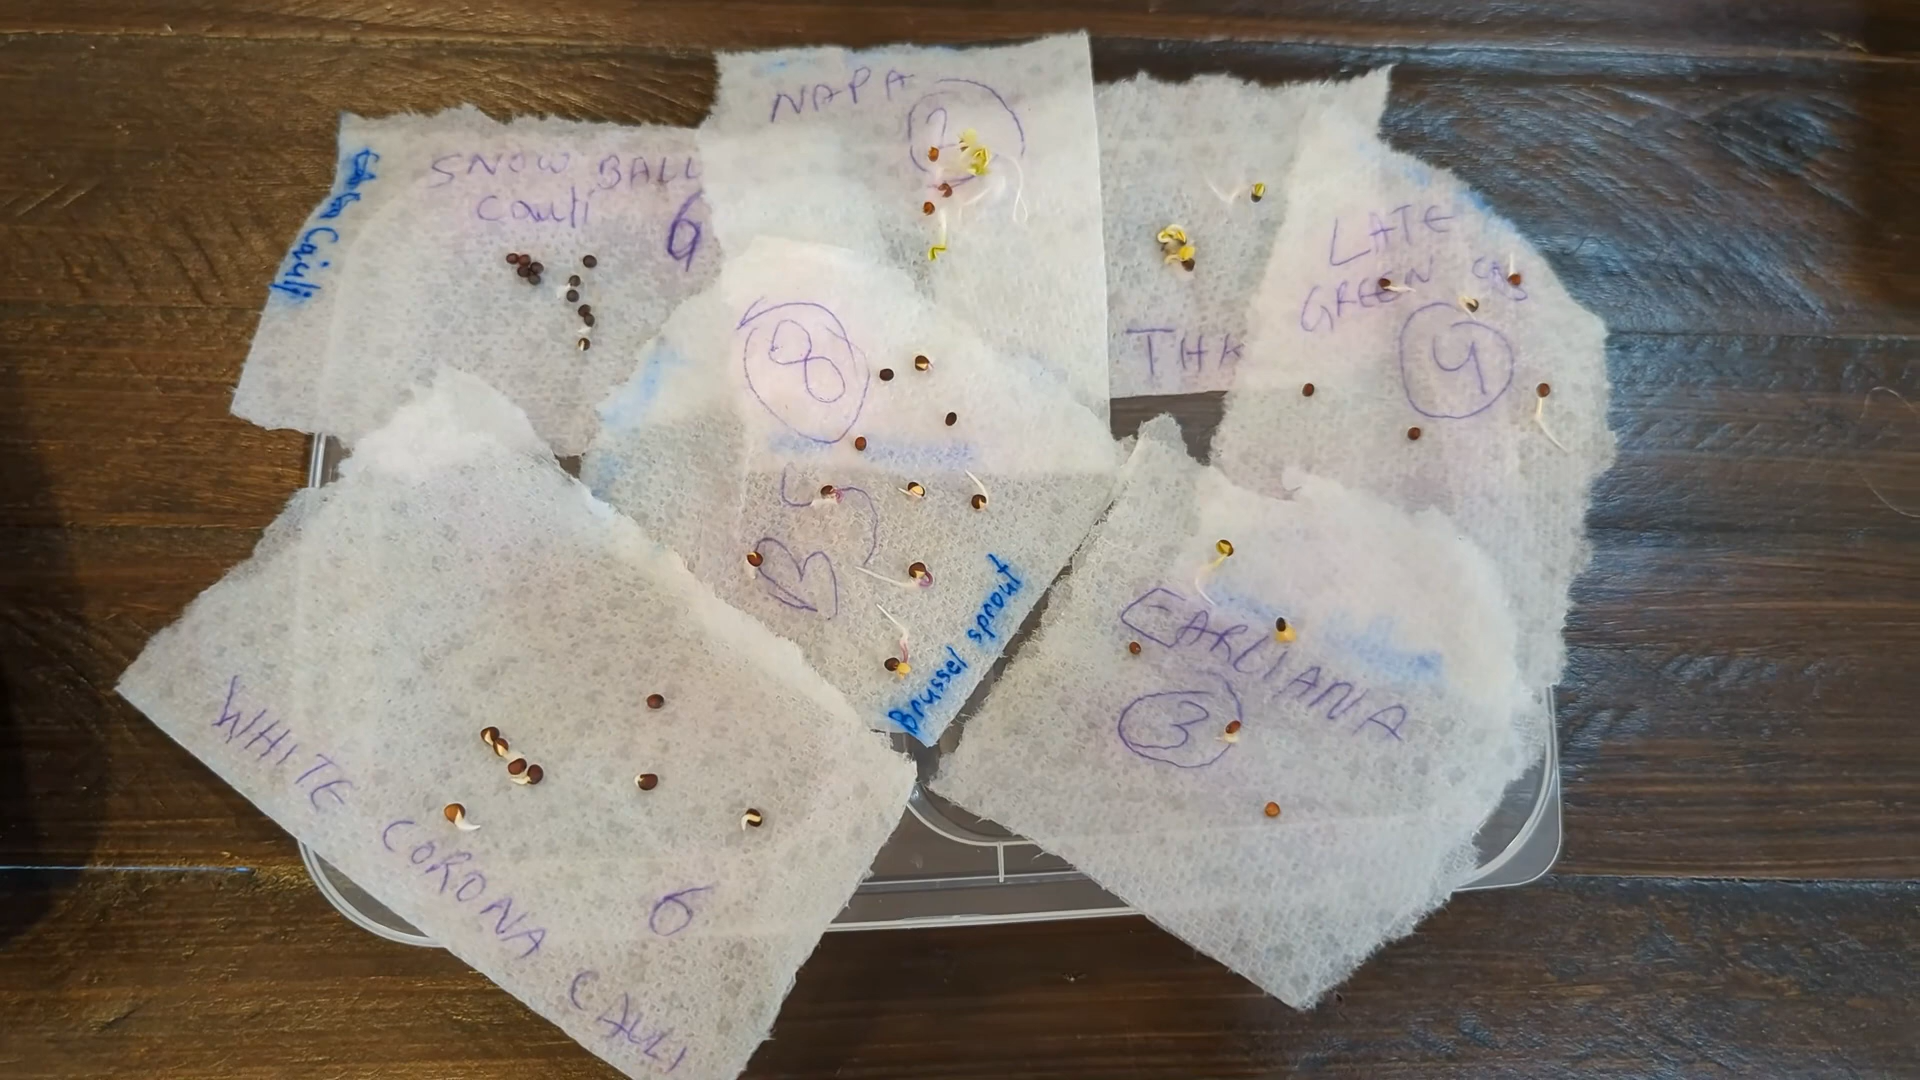 NAPA
2
SNOW BALL
Cauli
6
Cauli
LATE
GREEN
4
THK
8
BS
Brussel sprout
EARLIANA
3
WHITE CORONA CAULI
6